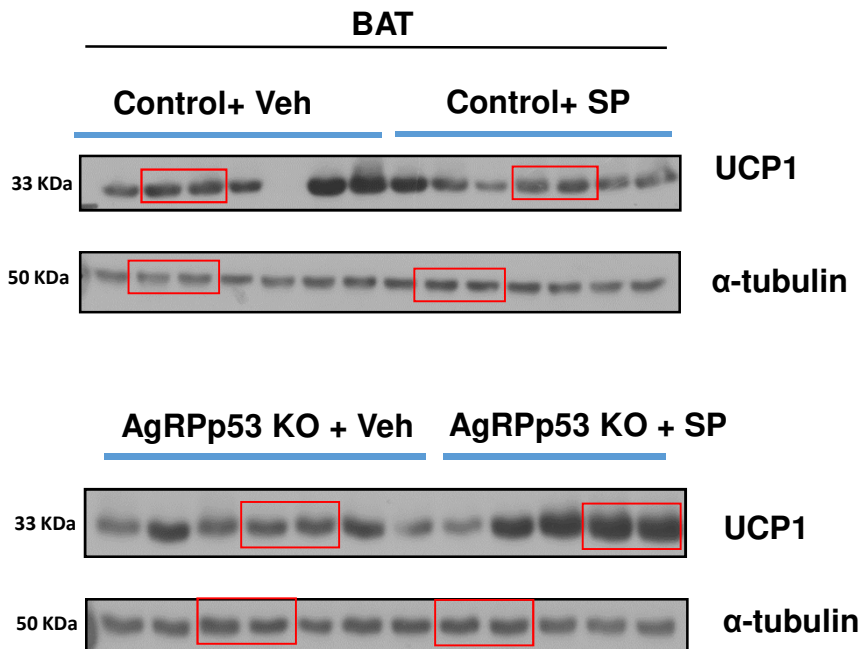 BAT
Control+ Veh
Control+ SP
33 KDa
UCP1
50 KDa
α-tubulin
AgRPp53 KO + Veh
AgRPp53 KO + SP
33 KDa
UCP1
50 KDa
α-tubulin